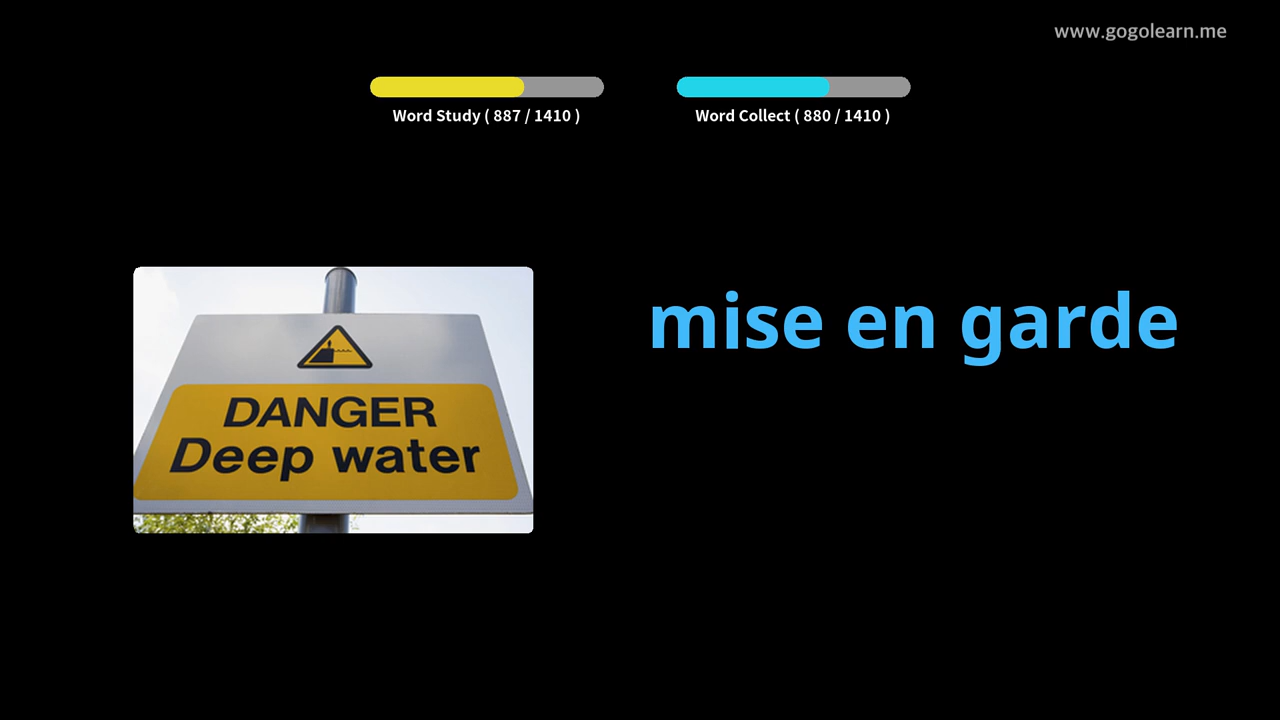 www.gogolearn.me
Word Study ( 887 / 1410 )
Word Collect ( 880 / 1410 )
mise en garde
DANGER
Deep water